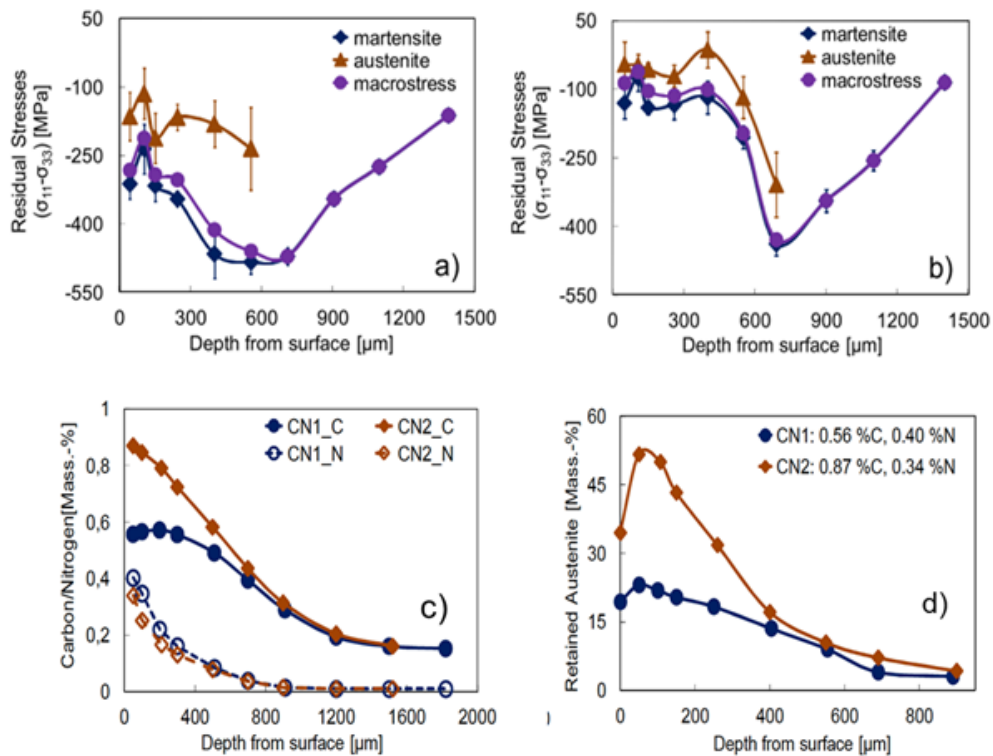 50
-100
-250
-400
-550
Residual Stresses
(σ₁₁-σ₃₃) [MPa]
martensite
austenite
macrostress
a)
0 300 600 900 1200 1500
Depth from surface [µm]
50
-100
-250
-400
-550
Residual Stresses
(σ₁₁-σ₃₃) [MPa]
martensite
austenite
macrostress
b)
0 300 600 900 1200 1500
Depth from surface [µm]
1
0,8
0,6
0,4
0,2
0
Carbon/Nitrogen[Mass.-%]
CN1_C CN2_C
CN1_N CN2_N
c)
0 400 800 1200 1600 2000
Depth from surface [µm]
60
45
30
15
0
Retained Austenite [Mass.-%]
CN1: 0.56 %C, 0.40 %N
CN2: 0.87 %C, 0.34 %N
d)
0 200 400 600 800
Depth from surface [µm]